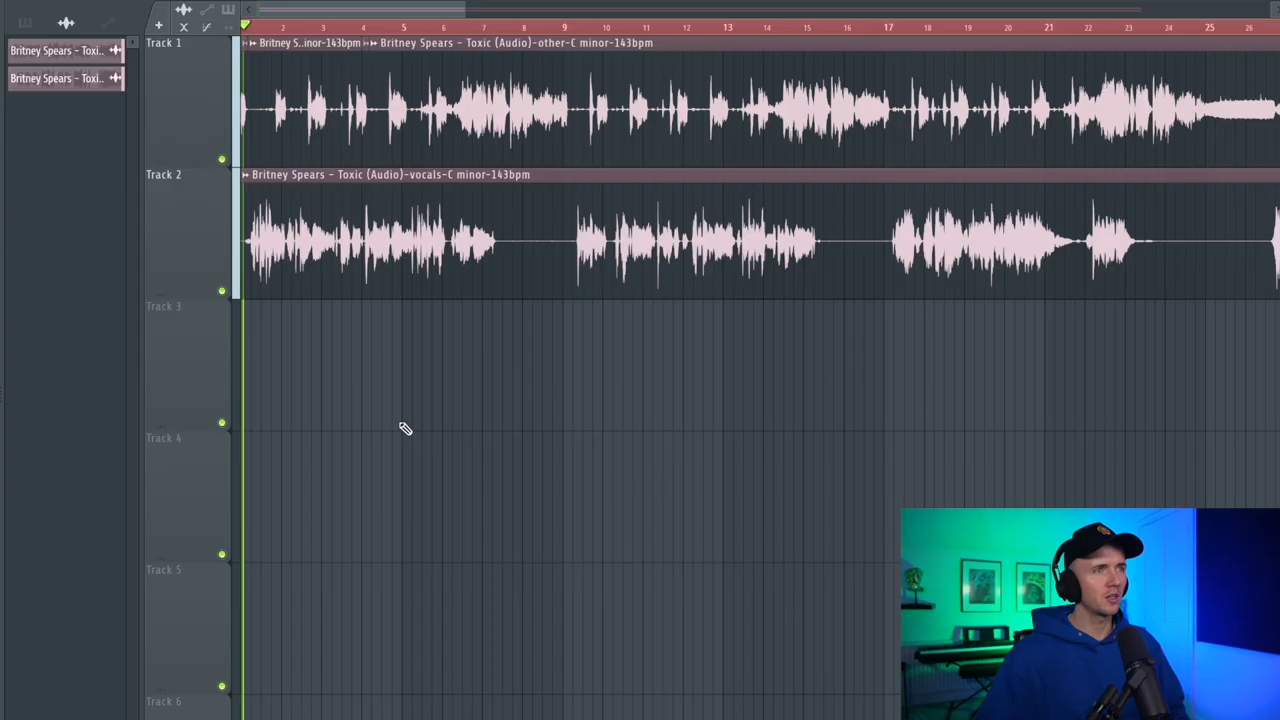 2 3 4 5 6 7 8 9 10 11 12 13 14 15 16 17 18 19 20 21 22 23 24 25 26
Britney Spears - Toxi..
Britney Spears - Toxi..
Track 1
Britney S..inor-143bpm
Britney Spears - Toxic (Audio)-other-C minor-143bpm
Track 2
Britney Spears - Toxic (Audio)-vocals-C minor-143bpm
Track 3
Track 4
Track 5
Track 6